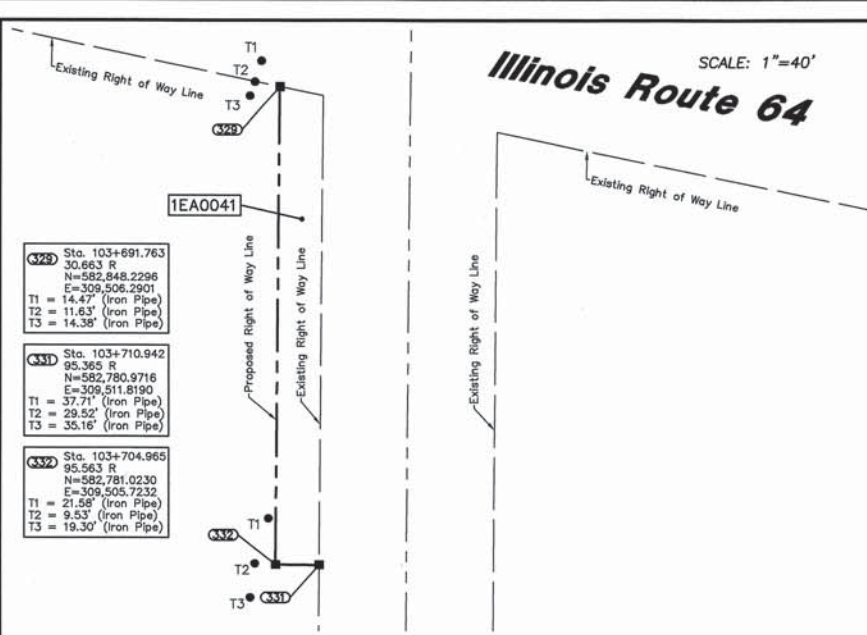 SCALE: 1"=40'
Illinois Route 64
T1
T2
T3
Existing Right of Way Line
329
1EA0041
Existing Right of Way Line
Proposed Right of Way Line
Existing Right of Way Line
Existing Right of Way Line
329 Sta. 103+691.763
30.663 R
N=582,848.2296
E=309,506.2901
T1 = 14.47' (Iron Pipe)
T2 = 11.63' (Iron Pipe)
T3 = 14.38' (Iron Pipe)
331 Sta. 103+710.942
95.365 R
N=582,780.9716
E=309,511.8190
T1 = 37.71' (Iron Pipe)
T2 = 29.52' (Iron Pipe)
T3 = 35.16' (Iron Pipe)
332 Sta. 103+704.965
95.563 R
N=582,781.0230
E=309,505.7232
T1 = 21.58' (Iron Pipe)
T2 = 9.53' (Iron Pipe)
T3 = 19.30' (Iron Pipe)
T1
332
T2
T3
331